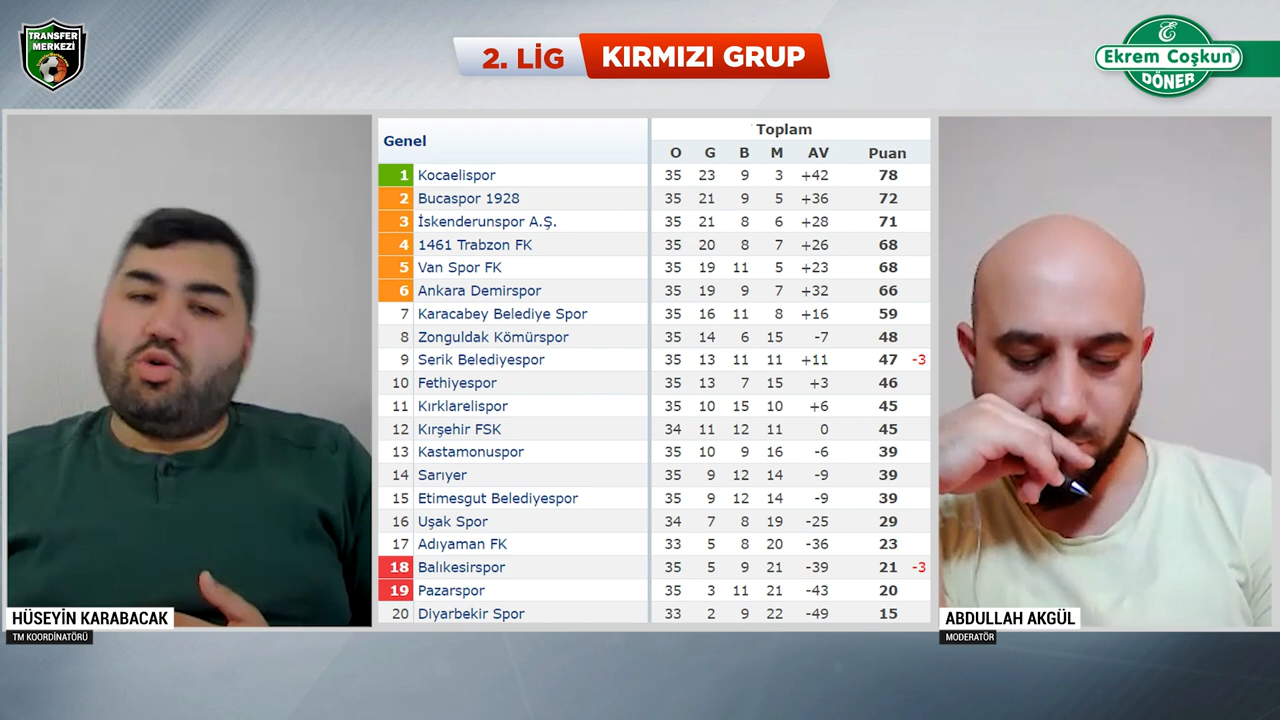 TRANSFER
MERKEZİ
2. LİG KIRMIZI GRUP
Ekrem Coşkun
DÖNER
Genel Toplam
O G B M AV Puan
1 Kocaelispor 35 23 9 3 +42 78
2 Bucaspor 1928 35 21 9 5 +36 72
3 İskenderunspor A.Ş. 35 21 8 6 +28 71
4 1461 Trabzon FK 35 20 8 7 +26 68
5 Van Spor FK 35 19 11 5 +23 68
6 Ankara Demirspor 35 19 9 7 +32 66
7 Karacabey Belediye Spor 35 16 11 8 +16 59
8 Zonguldak Kömürspor 35 14 6 15 -7 48
9 Serik Belediyespor 35 13 11 11 +11 47 -3
10 Fethiyespor 35 13 7 15 +3 46
11 Kırklarelispor 35 10 15 10 +6 45
12 Kırşehir FSK 34 11 12 11 0 45
13 Kastamonuspor 35 10 9 16 -6 39
14 Sarıyer 35 9 12 14 -9 39
15 Etimesgut Belediyespor 35 9 12 14 -9 39
16 Uşak Spor 34 7 8 19 -25 29
17 Adıyaman FK 33 5 8 20 -36 23
18 Balıkesirspor 35 5 9 21 -39 21 -3
19 Pazarspor 35 3 11 21 -43 20
20 Diyarbekir Spor 33 2 9 22 -49 15
HÜSEYİN KARABACAK
TM KOORDİNATÖRÜ
ABDULLAH AKGÜL
MODERATÖR